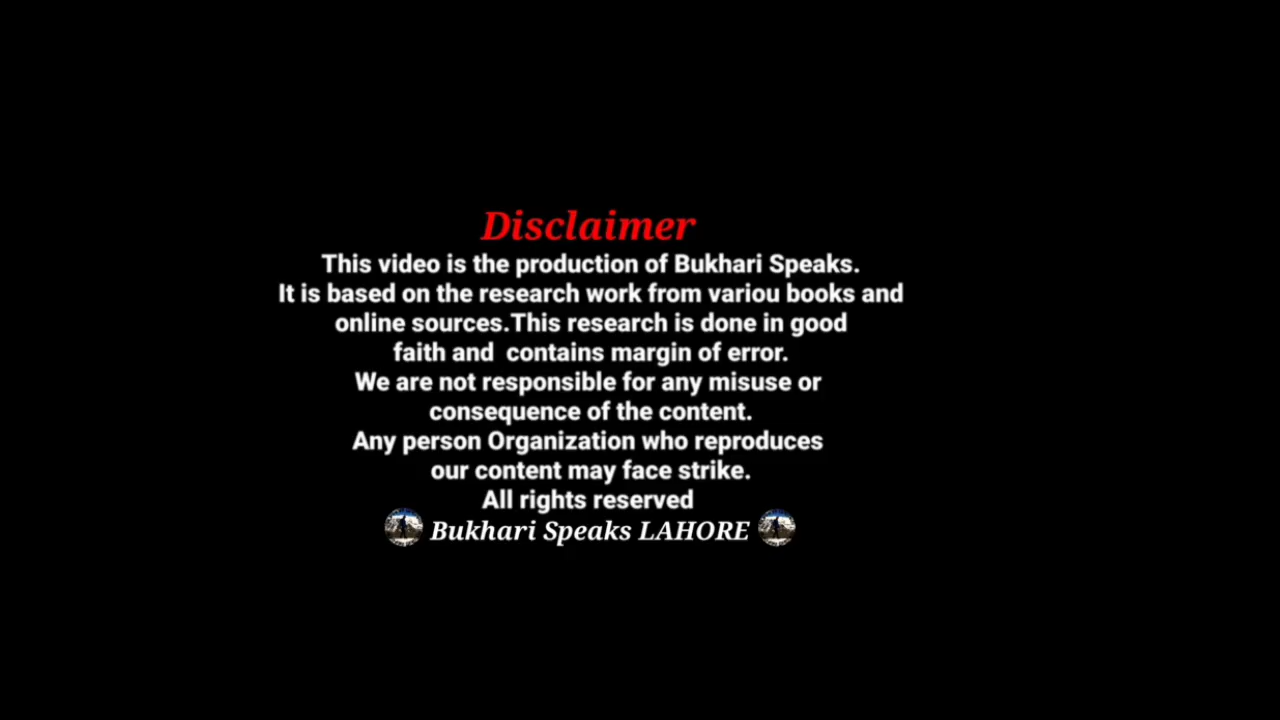 Disclaimer
This video is the production of Bukhari Speaks.
It is based on the research work from variou books and
online sources.This research is done in good
faith and  contains margin of error.
We are not responsible for any misuse or
consequence of the content.
Any person Organization who reproduces
our content may face strike.
All rights reserved
Bukhari Speaks LAHORE